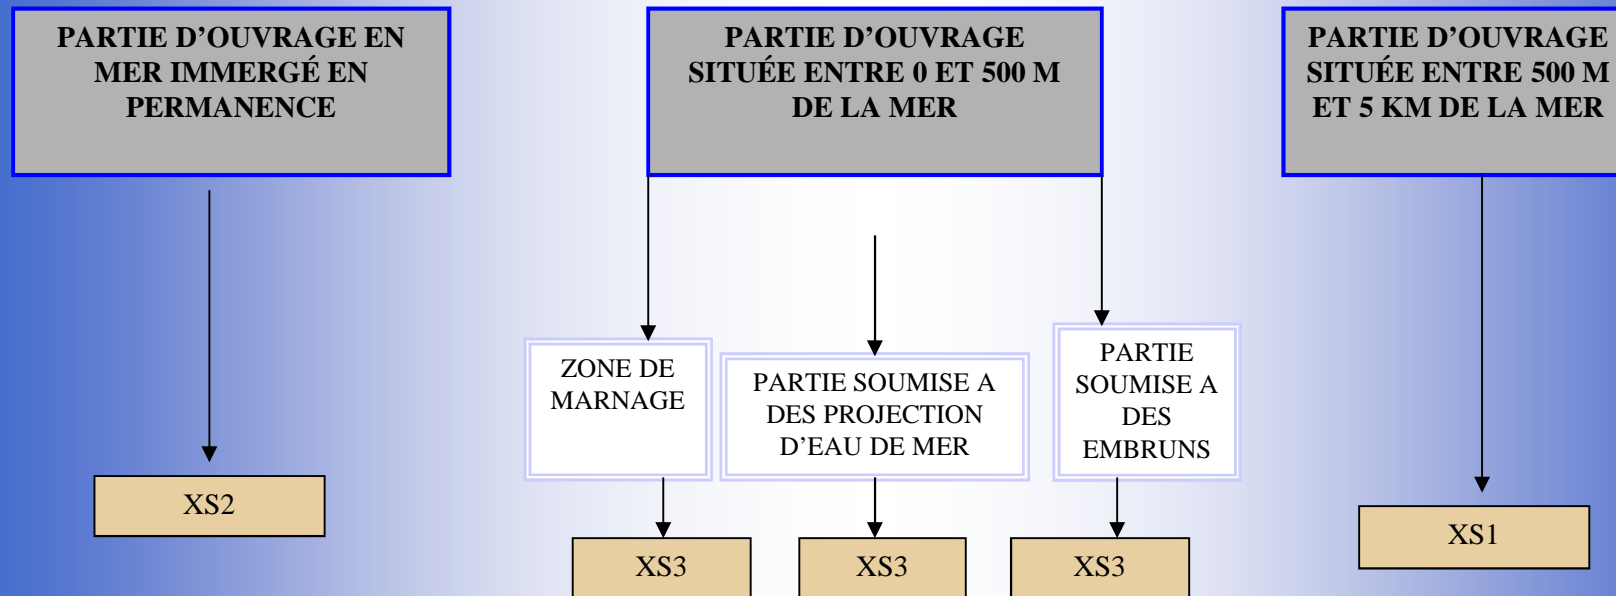 PARTIE D’OUVRAGE EN
MER IMMERGÉ EN
PERMANENCE
PARTIE D’OUVRAGE
SITUÉE ENTRE 0 ET 500 M
DE LA MER
PARTIE D’OUVRAGE
SITUÉE ENTRE 500 M
ET 5 KM DE LA MER
ZONE DE
MARNAGE
PARTIE SOUMISE A
DES PROJECTION
D’EAU DE MER
PARTIE
SOUMISE A
DES
EMBRUNS
XS2
XS3
XS3
XS3
XS1